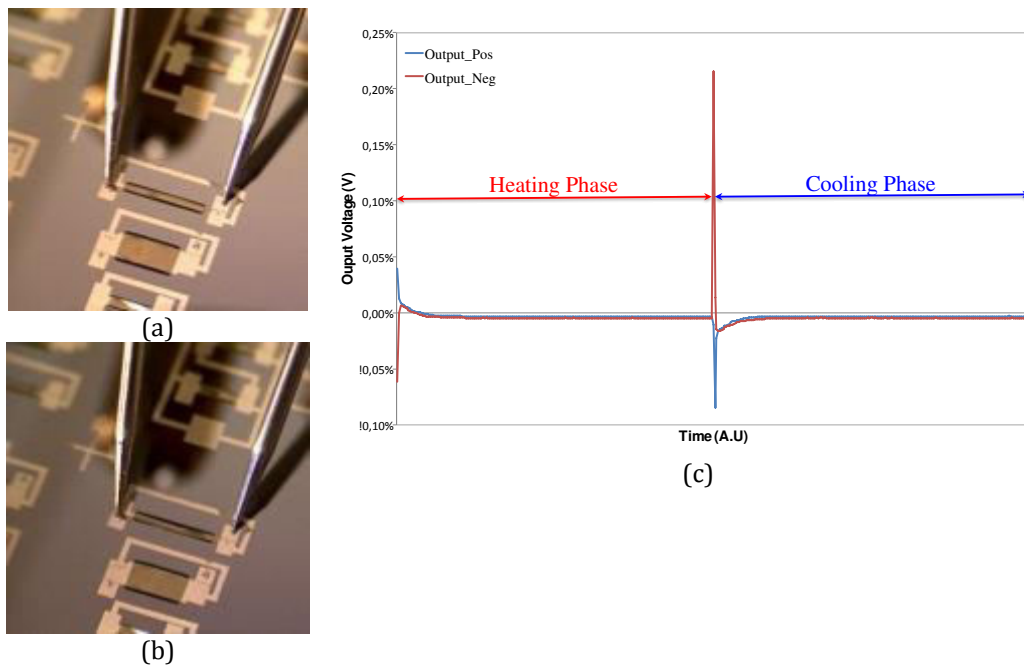 (a)
(b)
0,25%
0,20%
0,15%
0,10%
0,05%
0,00%
!0,05%
!0,10%
Ouput Voltage (V)
Output_Pos
Output_Neg
Heating Phase
Cooling Phase
Time (A.U)
(c)